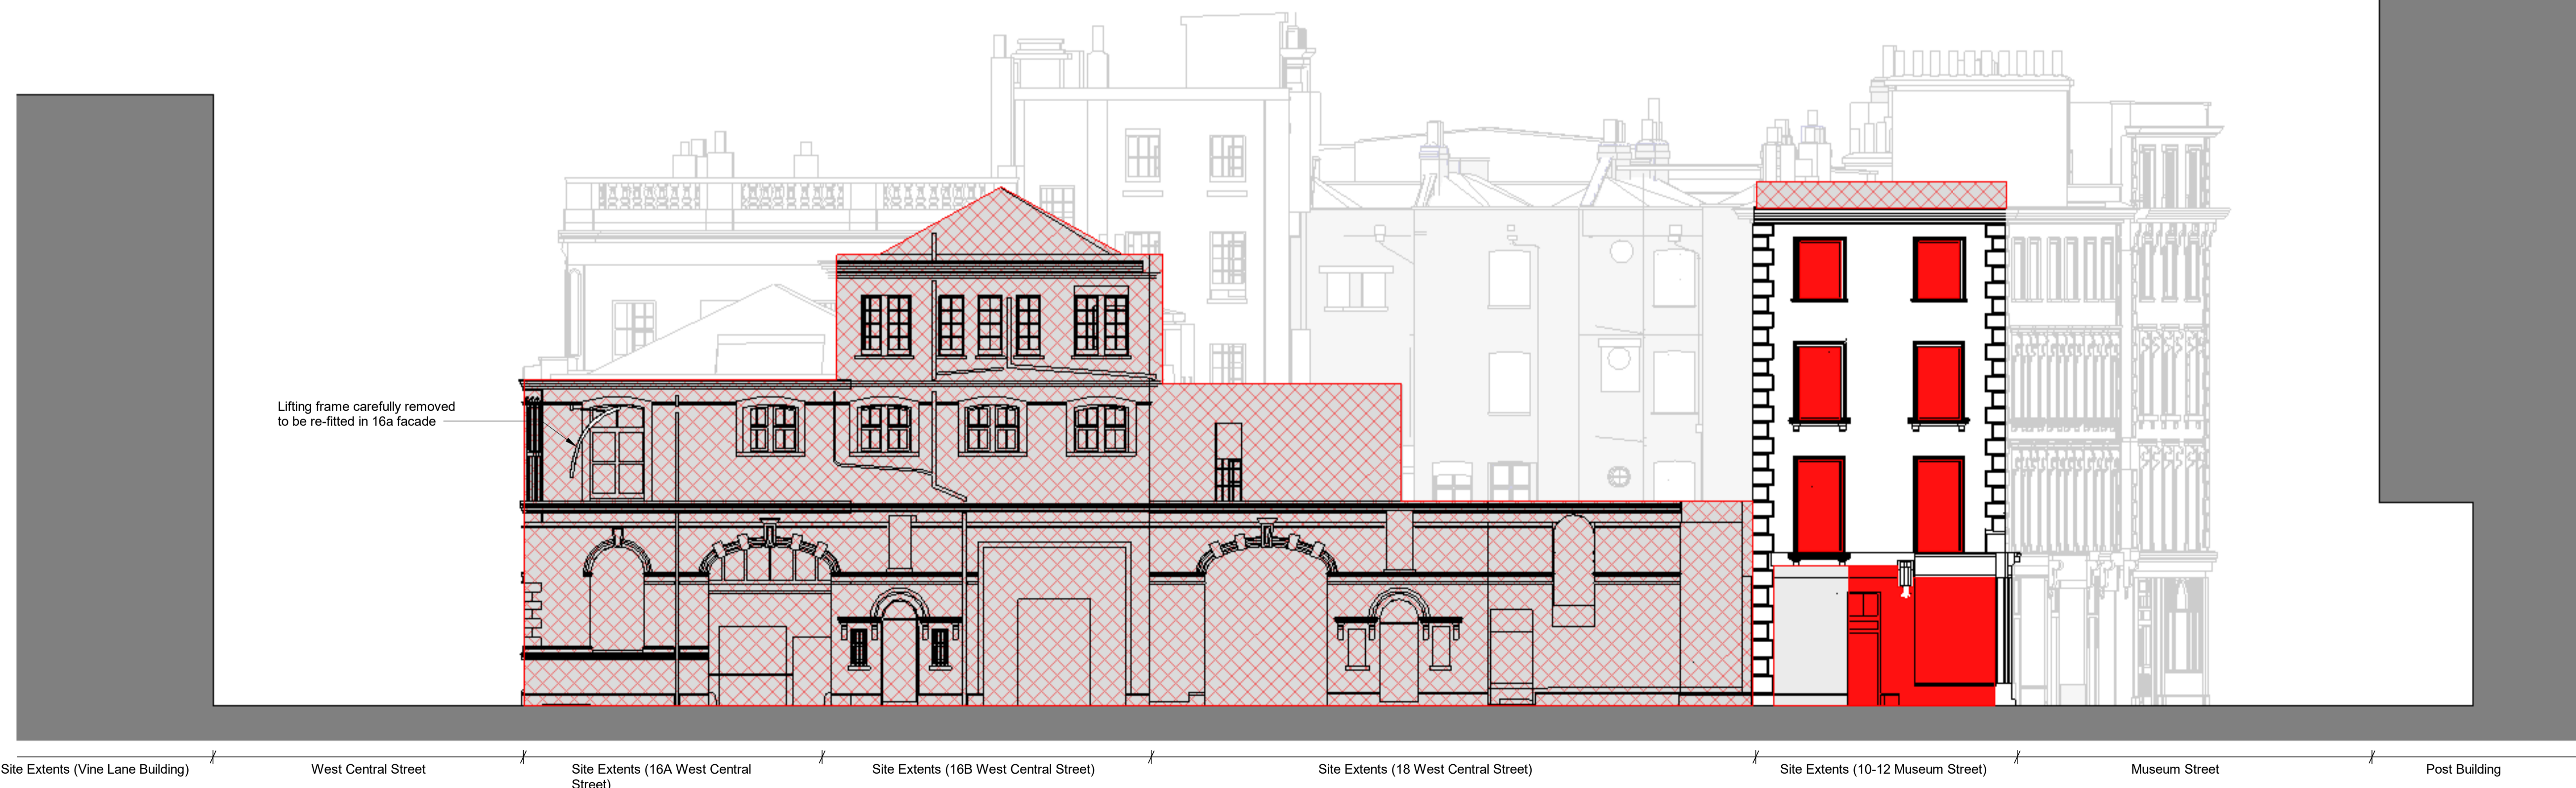 Lifting frame carefully removed
to be re-fitted in 16a facade
Site Extents (Vine Lane Building)
West Central Street
Site Extents (16A West Central
Street)
Site Extents (16B West Central Street)
Site Extents (18 West Central Street)
Site Extents (10-12 Museum Street)
Museum Street
Post Building